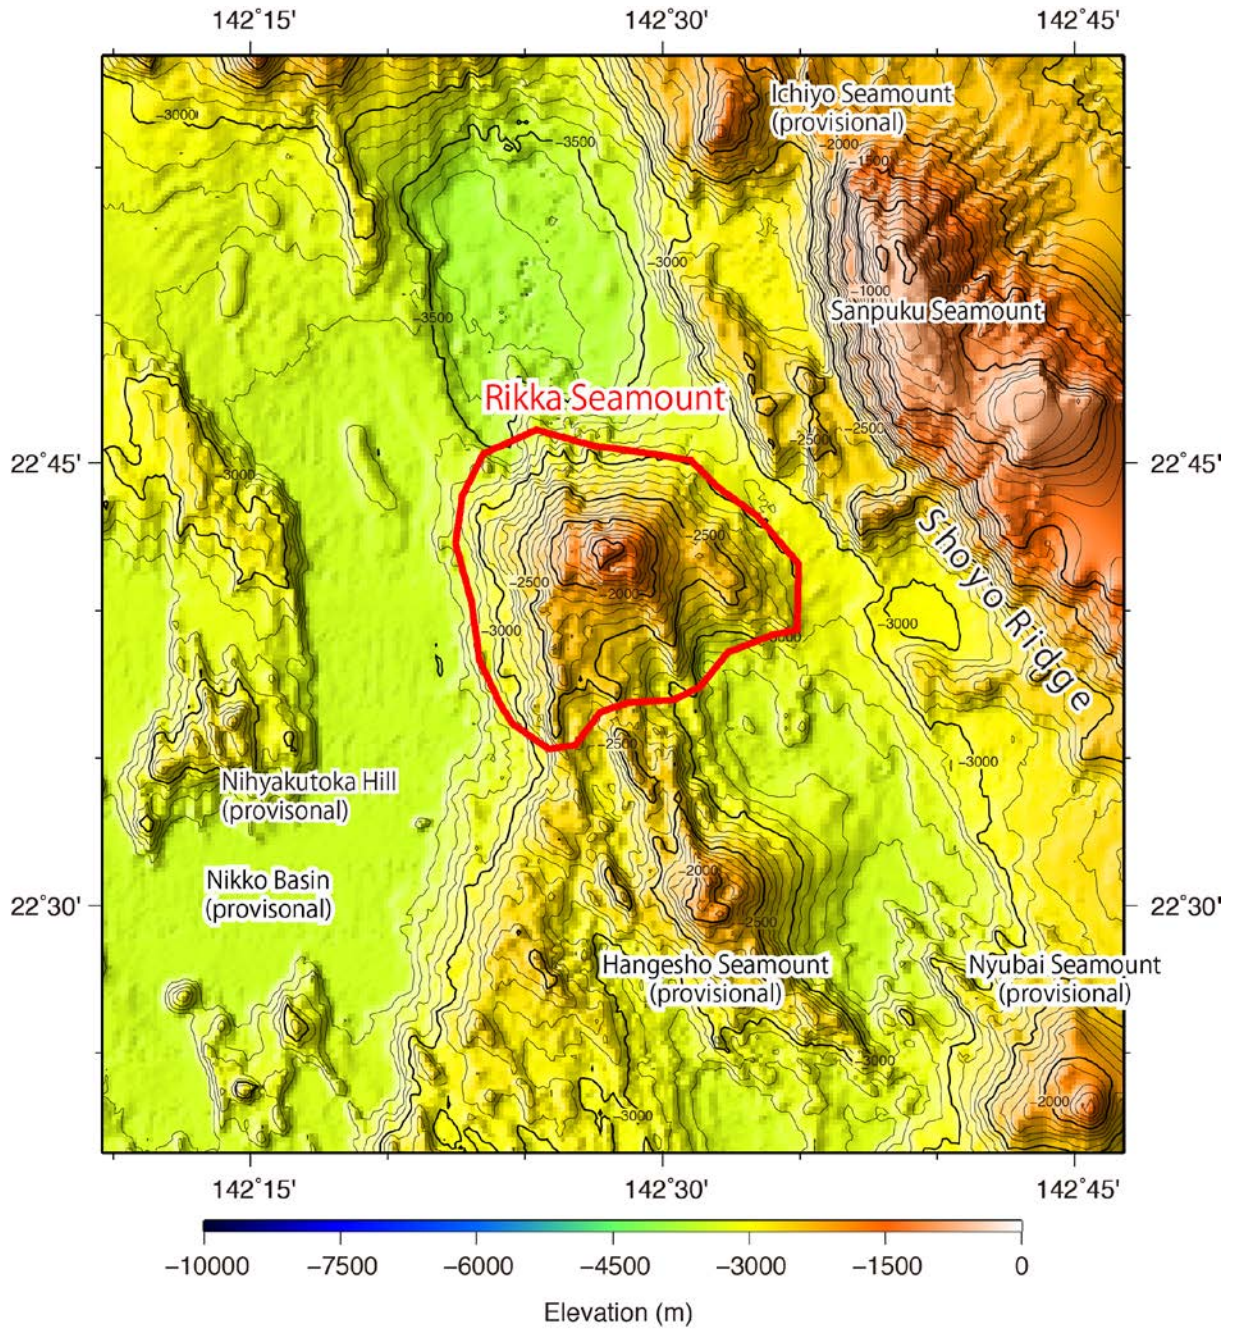 142˚15' 142˚30' 142˚45'
−3000
Ichiyo Seamount
(provisional)
−3500
−2000
−1500
−3000
−1000
−3500
Sanpuku Seamount
Rikka Seamount
−2500
−2500
22˚45' 22˚45'
−3000
−2500
Shoyo Ridge
−2500
−2000
−3000
−3000
−3000
−2500
−3000
Nihyakutoka Hill
(provisonal)
Nikko Basin
(provisonal)
−2000
22˚30' 22˚30'
−2500
Hangesho Seamount
(provisional)
Nyubai Seamount
(provisional)
−3000
−2000
−3000
142˚15' 142˚30' 142˚45'
−10000 −7500 −6000 −4500 −3000 −1500 0
Elevation (m)